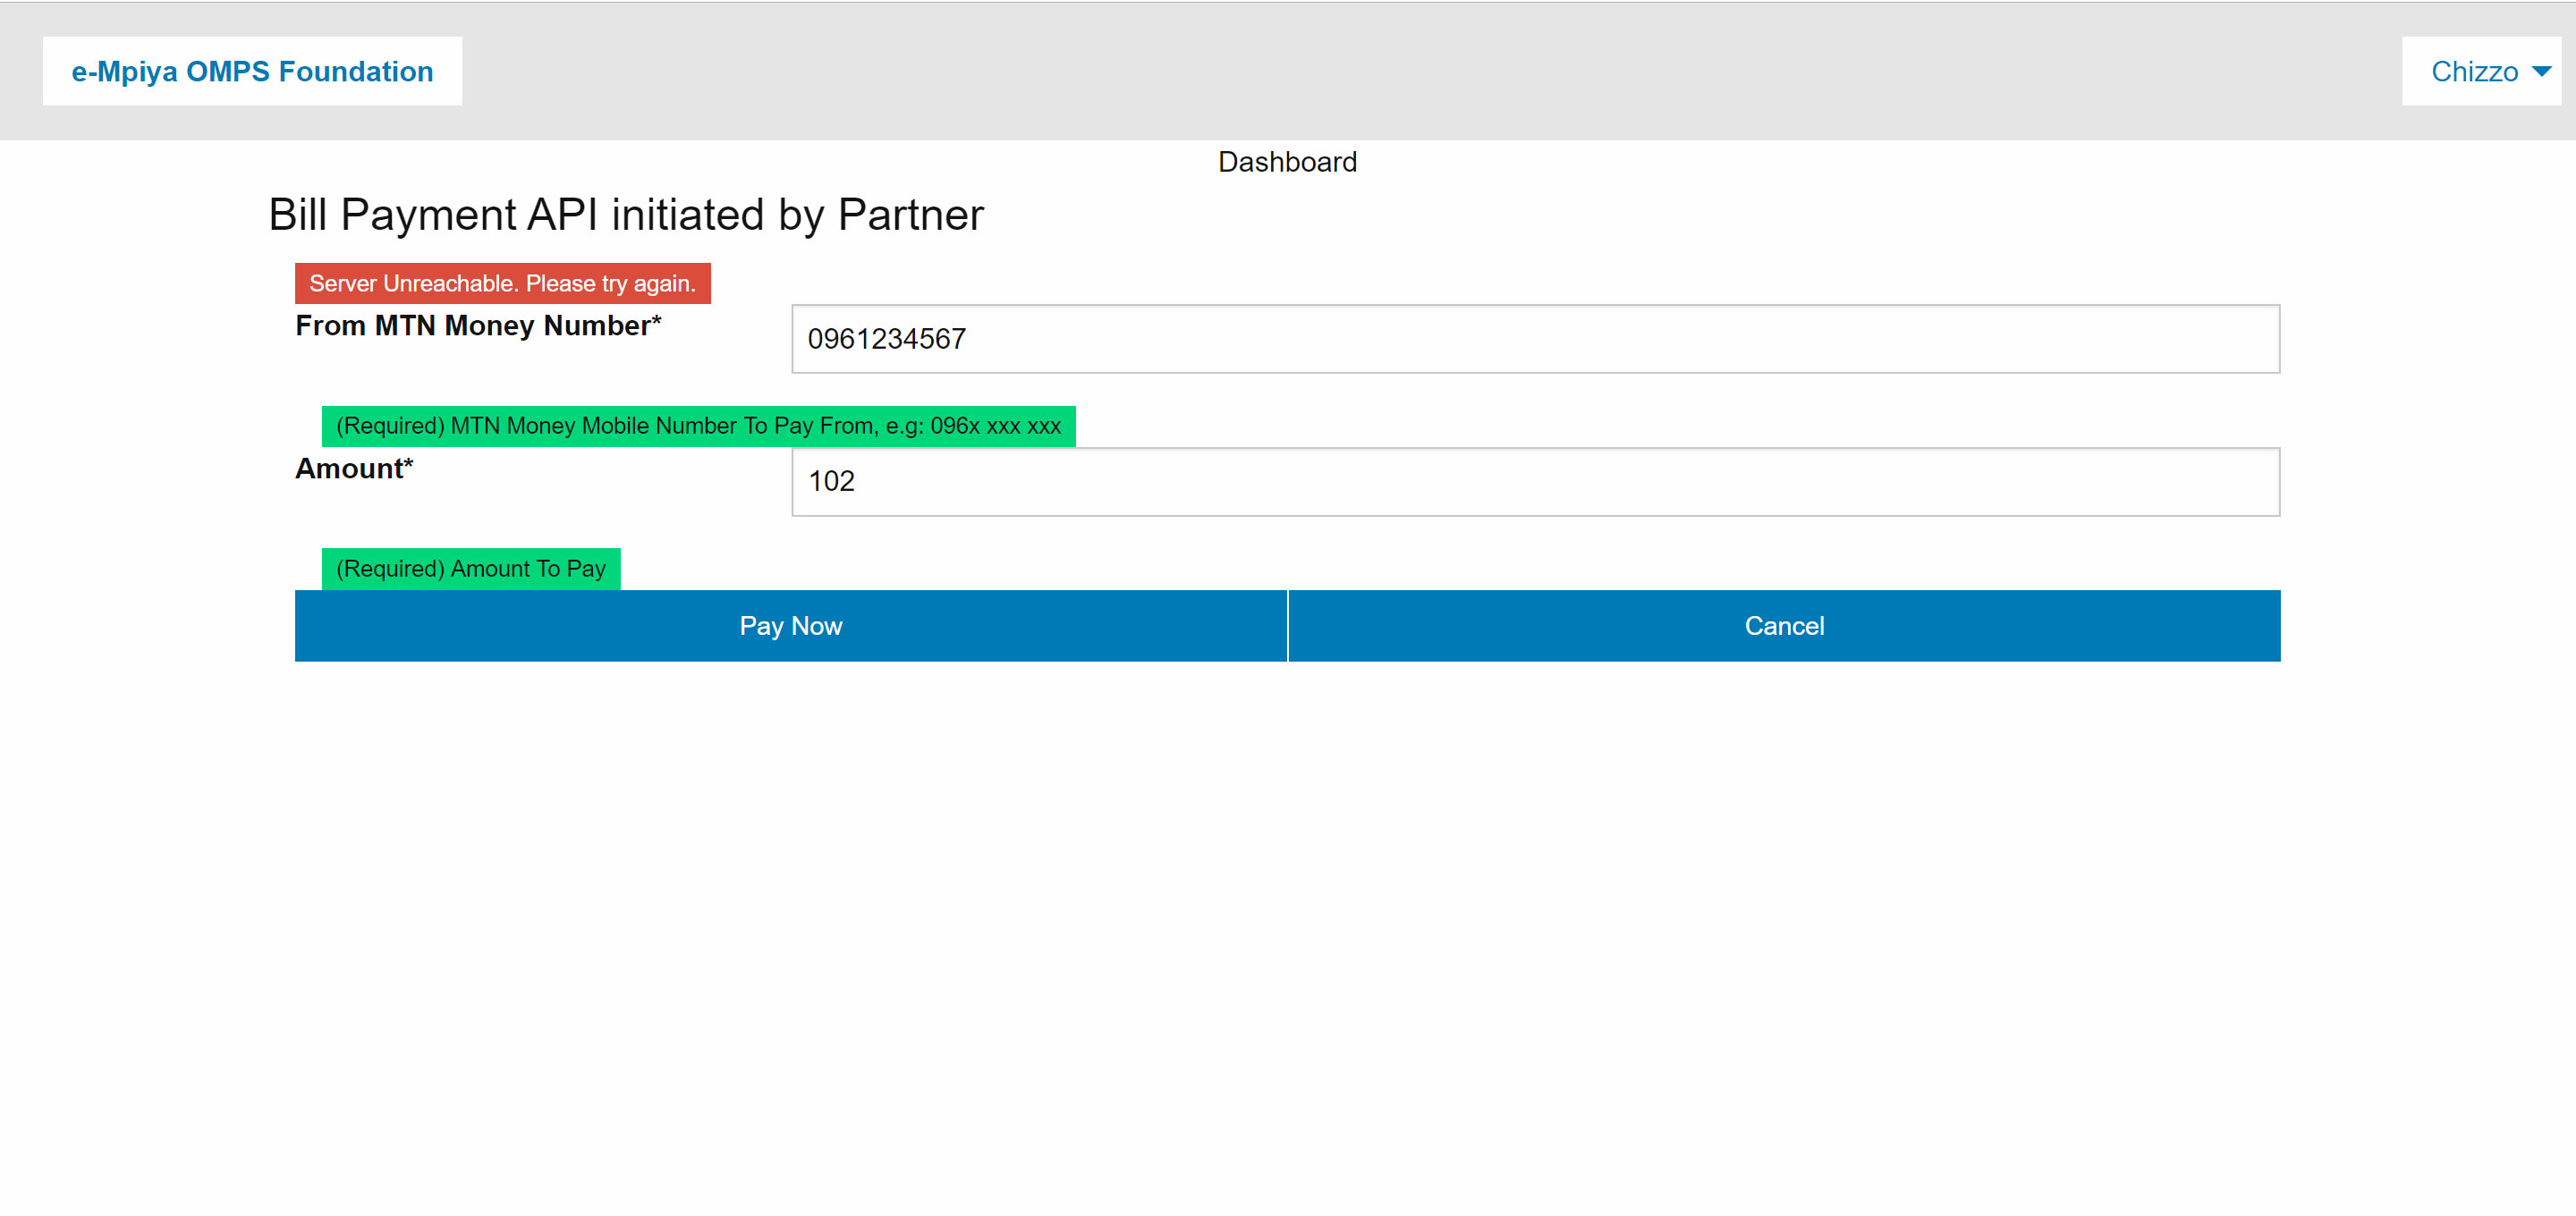 e-Mpiya OMPS Foundation
Chizzo
Dashboard
Bill Payment API initiated by Partner
Server Unreachable. Please try again.
From MTN Money Number*
0961234567
(Required) MTN Money Mobile Number To Pay From, e.g: 096x xxx xxx
Amount*
102
(Required) Amount To Pay
Pay Now
Cancel